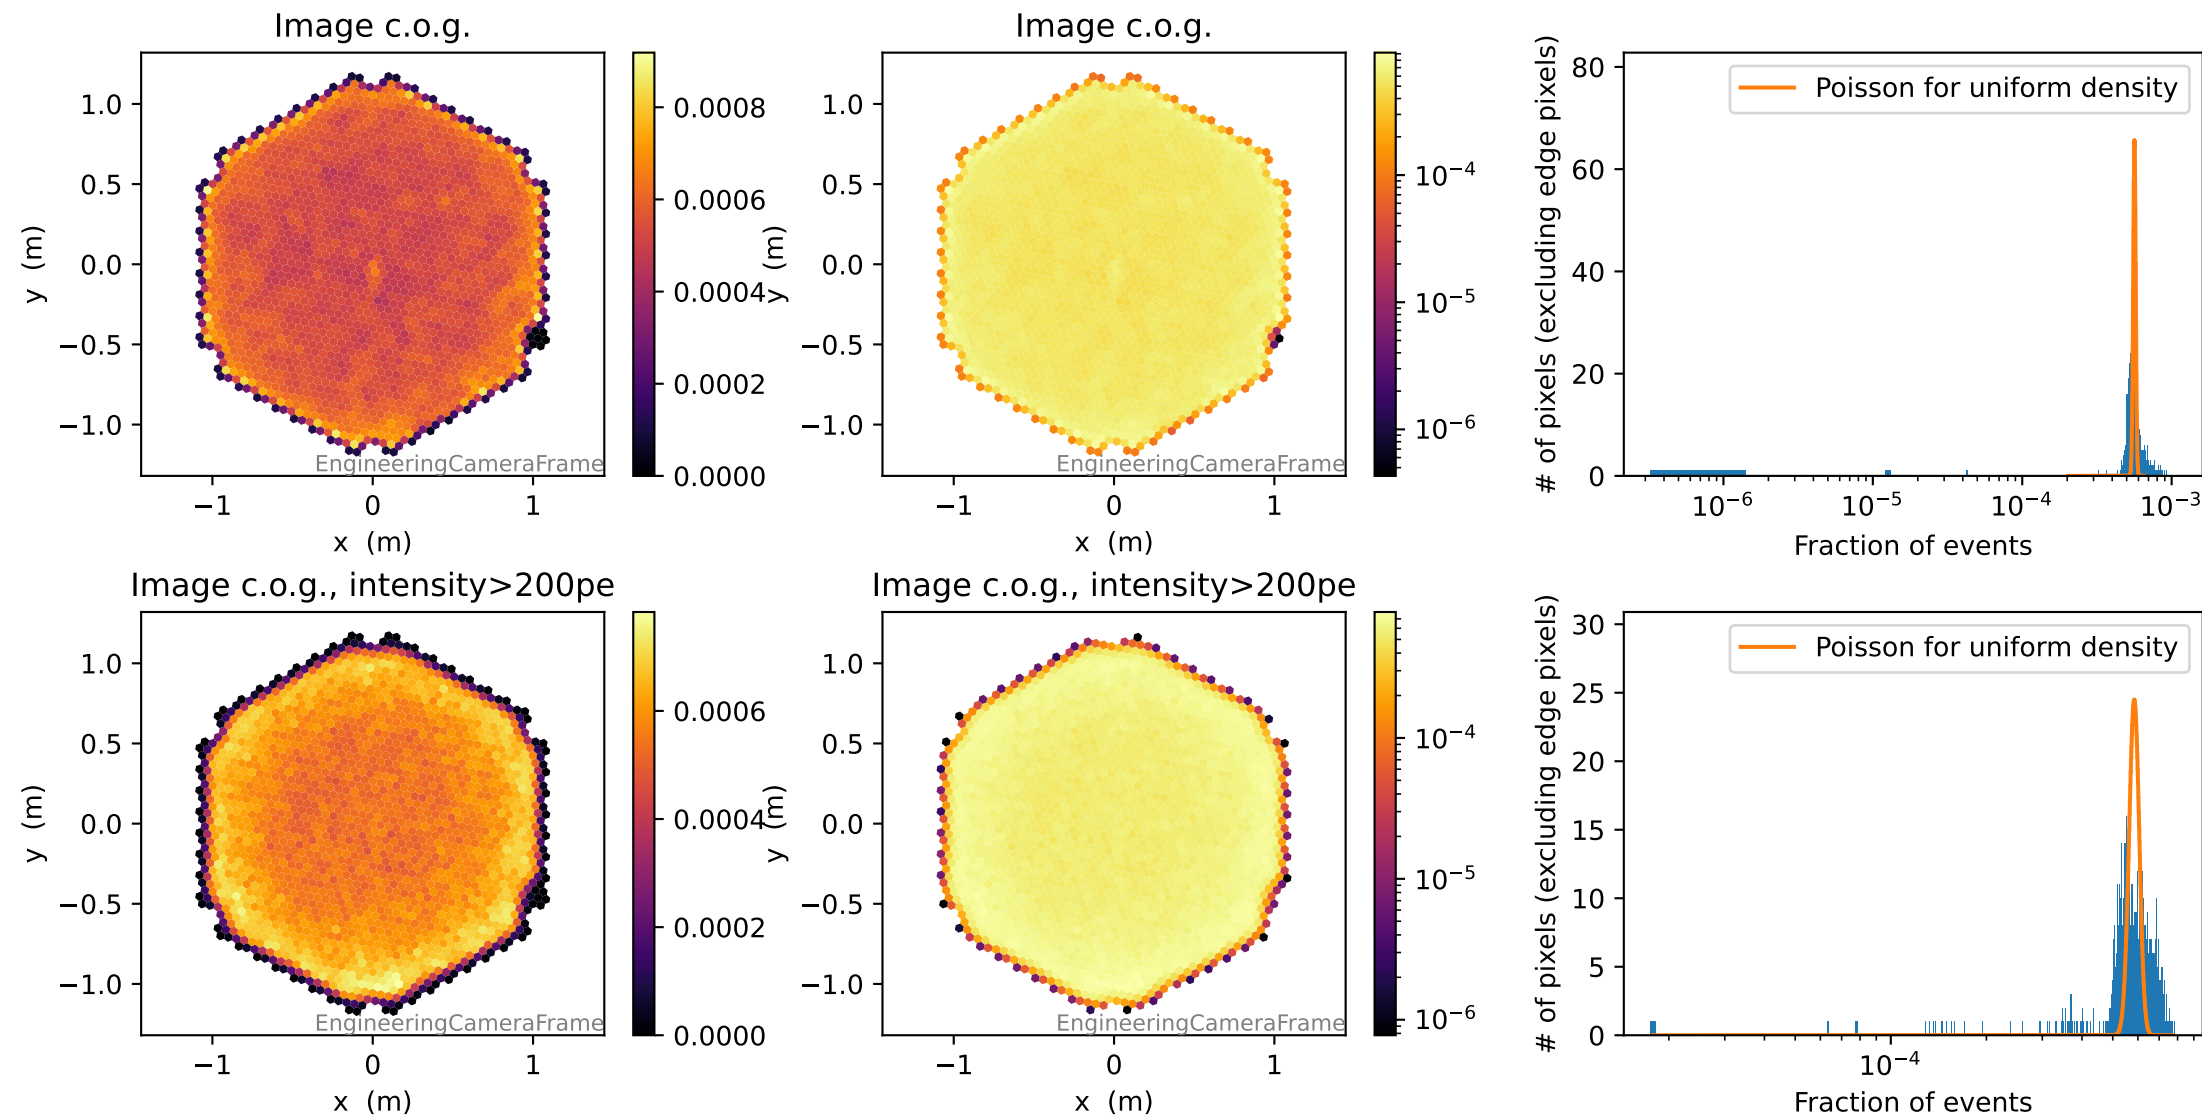 Image c.o.g.
1.0
0.5
0.0
−0.5
−1.0
y (m)
−1 0 1
x (m)
EngineeringCameraFrame
0.0008
0.0006
0.0004
0.0002
0.0000
Image c.o.g.
1.0
0.5
0.0
−0.5
−1.0
y (m)
−1 0 1
x (m)
EngineeringCameraFrame
10⁻⁴
10⁻⁵
10⁻⁶
# of pixels (excluding edge pixels)
80
60
40
20
0
Poisson for uniform density
10⁻⁶ 10⁻⁵ 10⁻⁴ 10⁻³
Fraction of events
Image c.o.g., intensity>200pe
1.0
0.5
0.0
−0.5
−1.0
y (m)
−1 0 1
x (m)
EngineeringCameraFrame
0.0006
0.0004
0.0002
0.0000
Image c.o.g., intensity>200pe
1.0
0.5
0.0
−0.5
−1.0
y (m)
−1 0 1
x (m)
EngineeringCameraFrame
10⁻⁴
10⁻⁵
10⁻⁶
# of pixels (excluding edge pixels)
30
25
20
15
10
5
0
Poisson for uniform density
10⁻⁴
Fraction of events